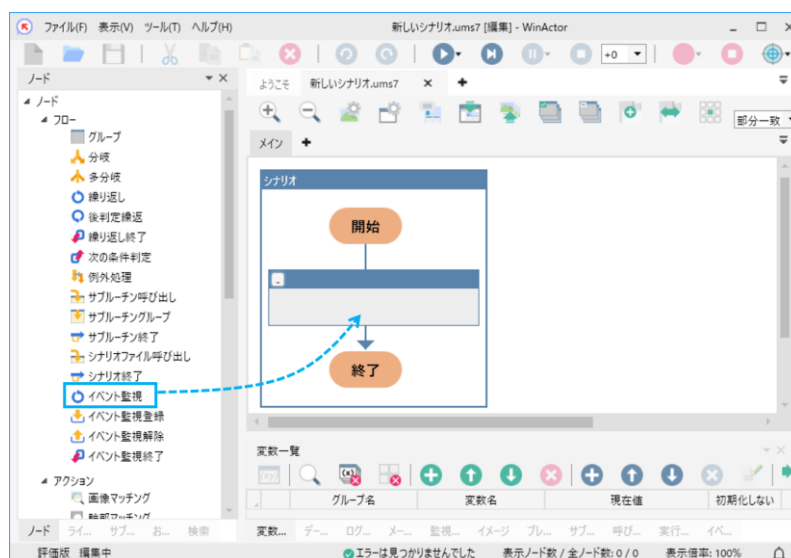 ファイル(F) 表示(V) ツール(T) ヘルプ(H) 新しいシナリオ.ums7 [編集] - WinActor
+0
ノード
ようこそ 新しいシナリオ.ums7
ノード
フロー
グループ
分岐
多分岐
繰り返し
後判定繰返
繰り返し終了
次の条件判定
例外処理
サブルーチン呼び出し
サブルーチングループ
サブルーチン終了
シナリオファイル呼び出し
シナリオ終了
イベント監視
イベント監視登録
イベント監視解除
イベント監視終了
アクション
画像マッチング
輪郭マッチング
部分一致
メイン
シナリオ
開始
終了
変数一覧
グループ名 変数名 現在値 初期化しない
ノード ライ... サブ... お... 検索
変数... デー... ログ... メー... 監視... イメージ ブレ... サブ... 呼び... 実行... イベ...
評価版 編集中 エラーは見つかりませんでした 表示ノード数 / 全ノード数: 0 / 0 表示倍率: 100%